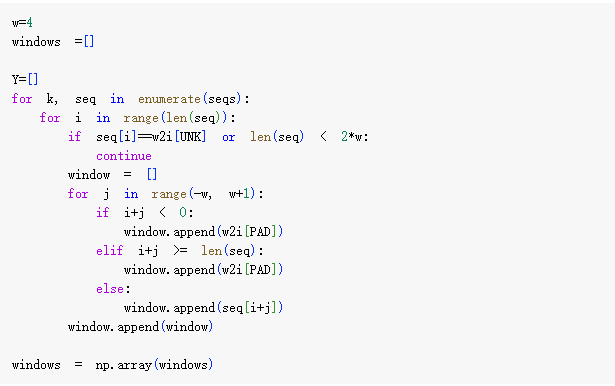 w=4
windows =[]
Y=[]
for k, seq in enumerate(seqs):
    for i in range(len(seq)):
        if seq[i]==w2i[UNK] or len(seq) < 2*w:
            continue
        window = []
        for j in range(-w, w+1):
            if i+j < 0:
                window.append(w2i[PAD])
            elif i+j >= len(seq):
                window.append(w2i[PAD])
            else:
                window.append(seq[i+j])
        window.append(window)
windows = np.array(windows)